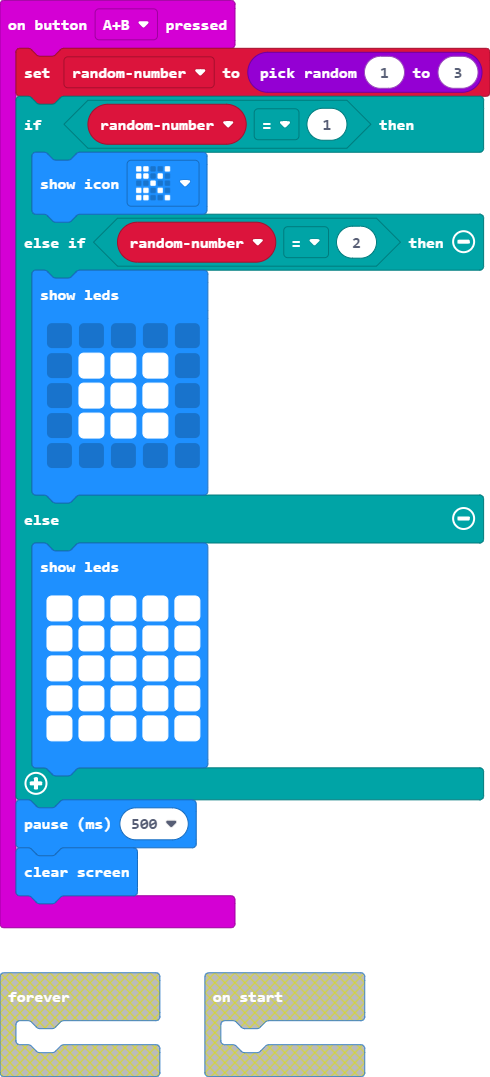 on button A+B pressed
set random-number to pick random 1 to 3
if random-number = 1 then
show icon
else if random-number = 2 then
show leds
else
show leds
pause (ms) 500
clear screen
forever on start